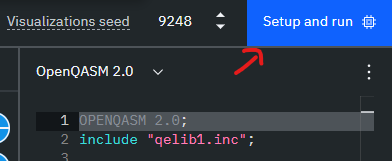 Visualizations seed 9248 Setup and run
OpenQASM 2.0
1 OPENQASM 2.0;
2 include "qelib1.inc";
3